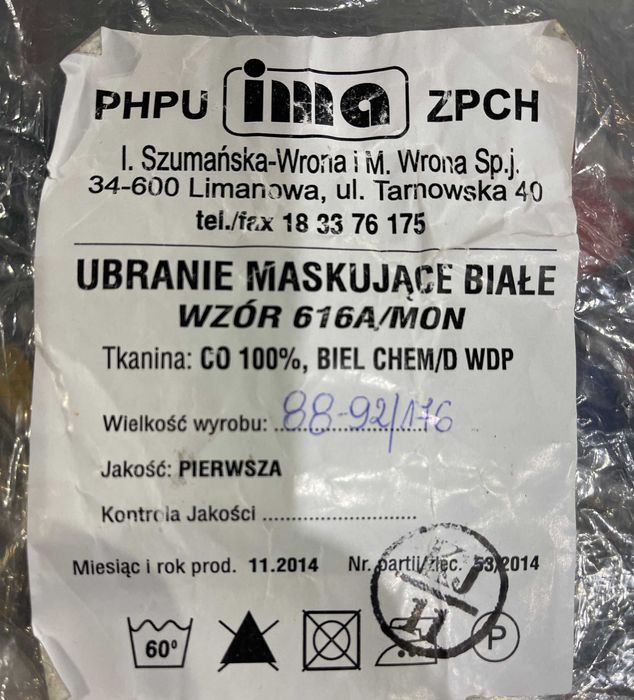 PHPU ima ZPCH
I. Szumańska-Wrona i M. Wrona Sp.j.
34-600 Limanowa, ul. Tarnowska 40
tel./fax 18 33 76 175
UBRANIE MASKUJĄCE BIAŁE
WZÓR 616A/MON
Tkanina: CO 100%, BIEL CHEM/D WDP
Wielkość wyrobu: 88-92/176
Jakość: PIERWSZA
Kontrola Jakości ..........................
Miesiąc i rok prod. 11.2014 Nr. partii/zlec. 53/2014
KJ
11
60° P